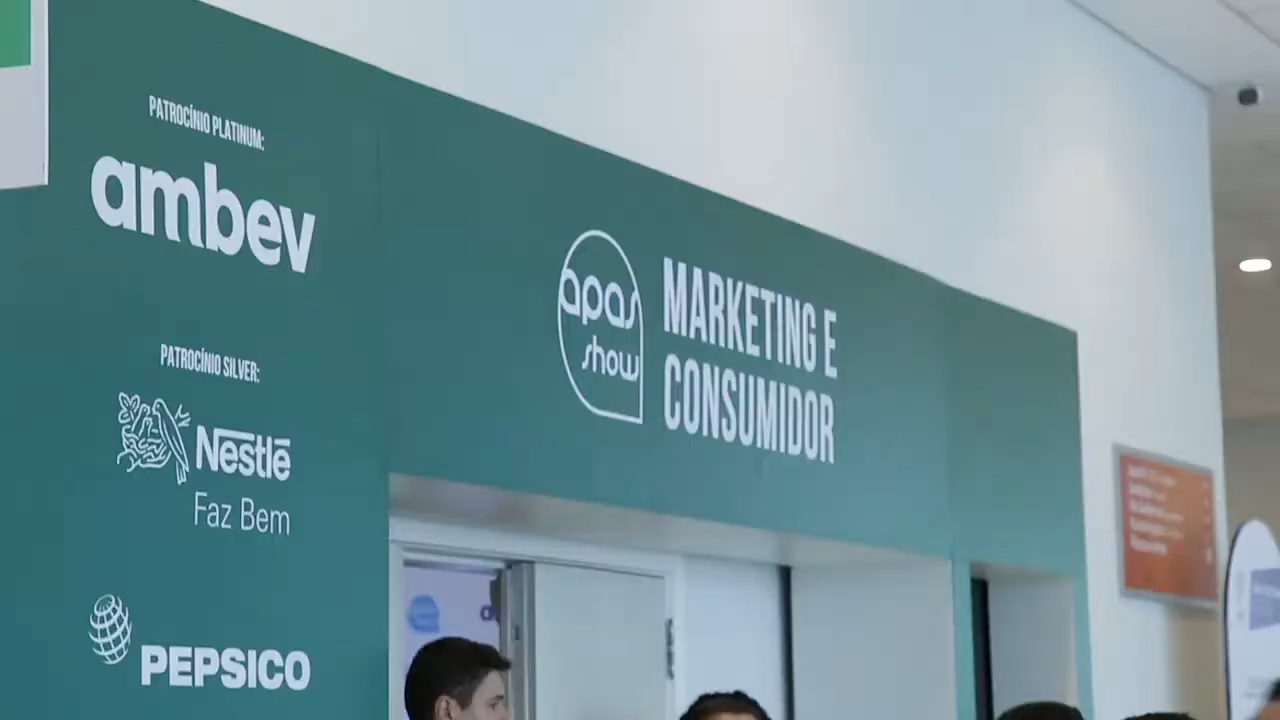 PATROCÍNIO PLATINUM:
ambev
PATROCÍNIO SILVER:
Nestlé
Faz Bem
PEPSICO
apas
show
MARKETING E
CONSUMIDOR